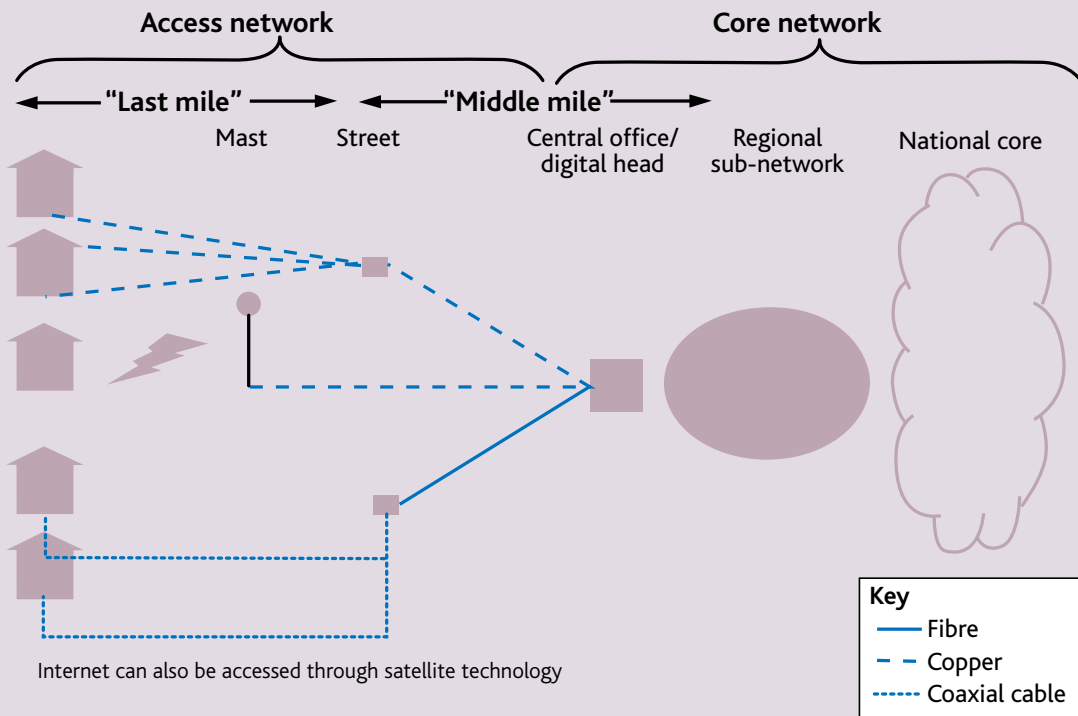 Access network
Core network
“Last mile”
“Middle mile”
Mast
Street
Central office/
digital head
Regional
sub-network
National core
Internet can also be accessed through satellite technology
Key
Fibre
Copper
Coaxial cable